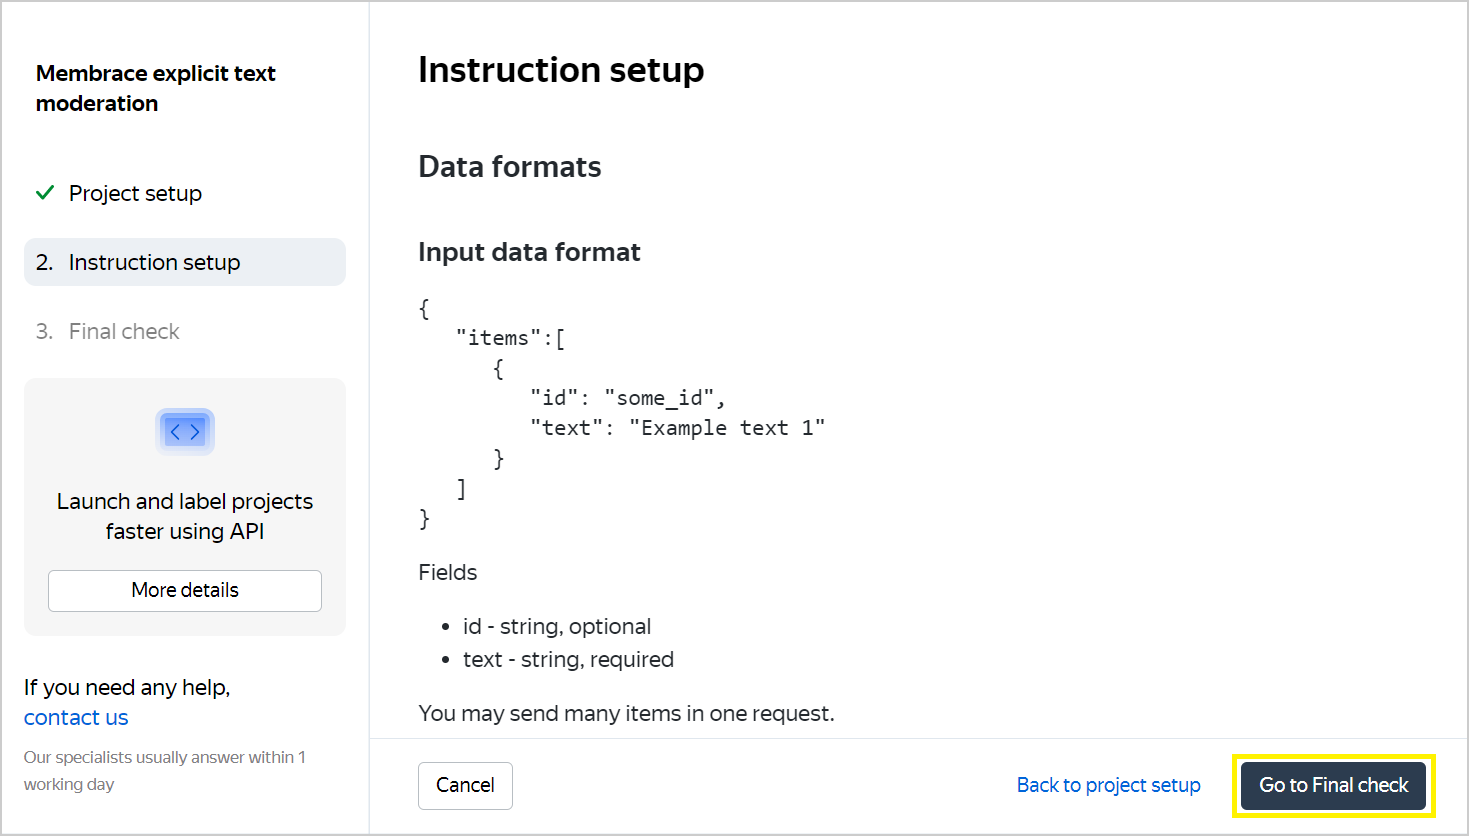 Membrace explicit text
moderation
Project setup
2. Instruction setup
3. Final check
Launch and label projects
faster using API
More details
If you need any help,
contact us
Our specialists usually answer within 1
working day
Instruction setup
Data formats
Input data format
{
   "items":[
      {
         "id": "some_id",
         "text": "Example text 1"
      }
   ]
}
Fields
• id - string, optional
• text - string, required
You may send many items in one request.
Cancel
Back to project setup
Go to Final check